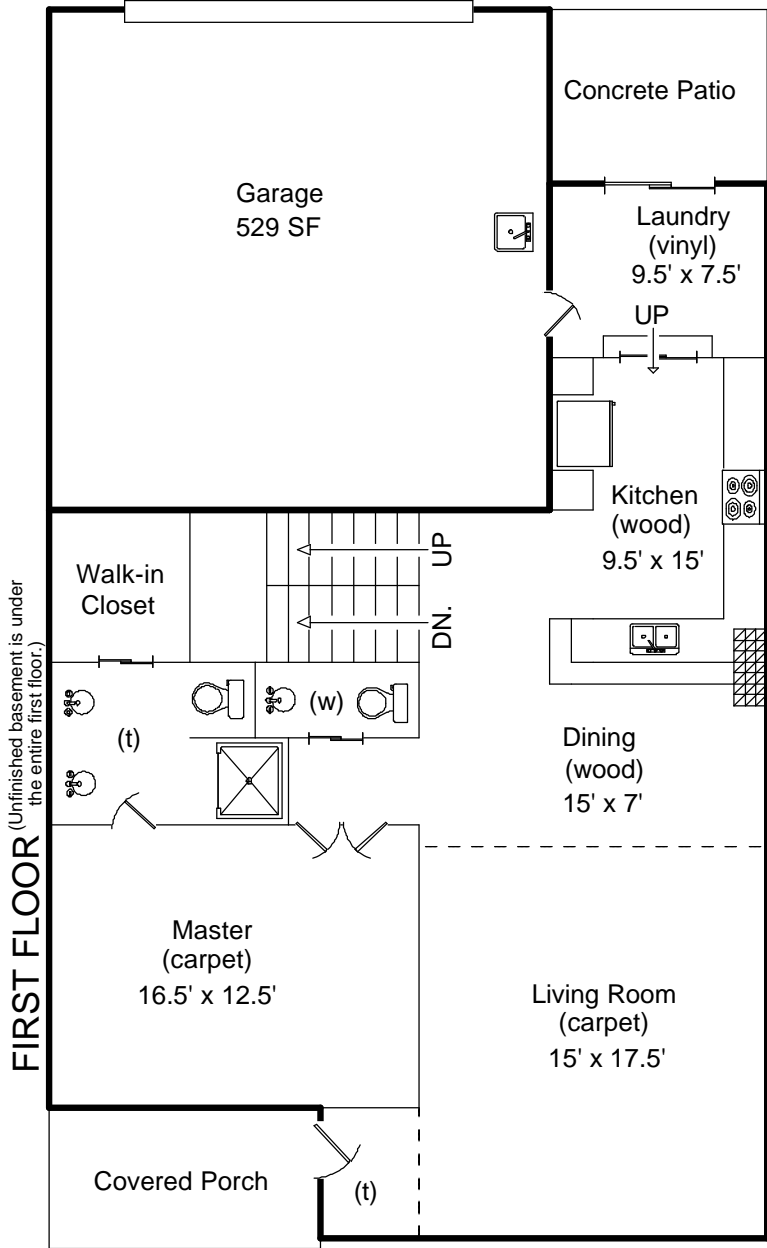 Concrete Patio
Garage
529 SF
Laundry
(vinyl)
9.5' x 7.5'
UP
Kitchen
(wood)
9.5' x 15'
UP
DN.
Walk-in
Closet
(t)
(w)
Dining
(wood)
15' x 7'
FIRST FLOOR
(Unfinished basement is under
the entire first floor.)
Master
(carpet)
16.5' x 12.5'
Living Room
(carpet)
15' x 17.5'
Covered Porch
(t)